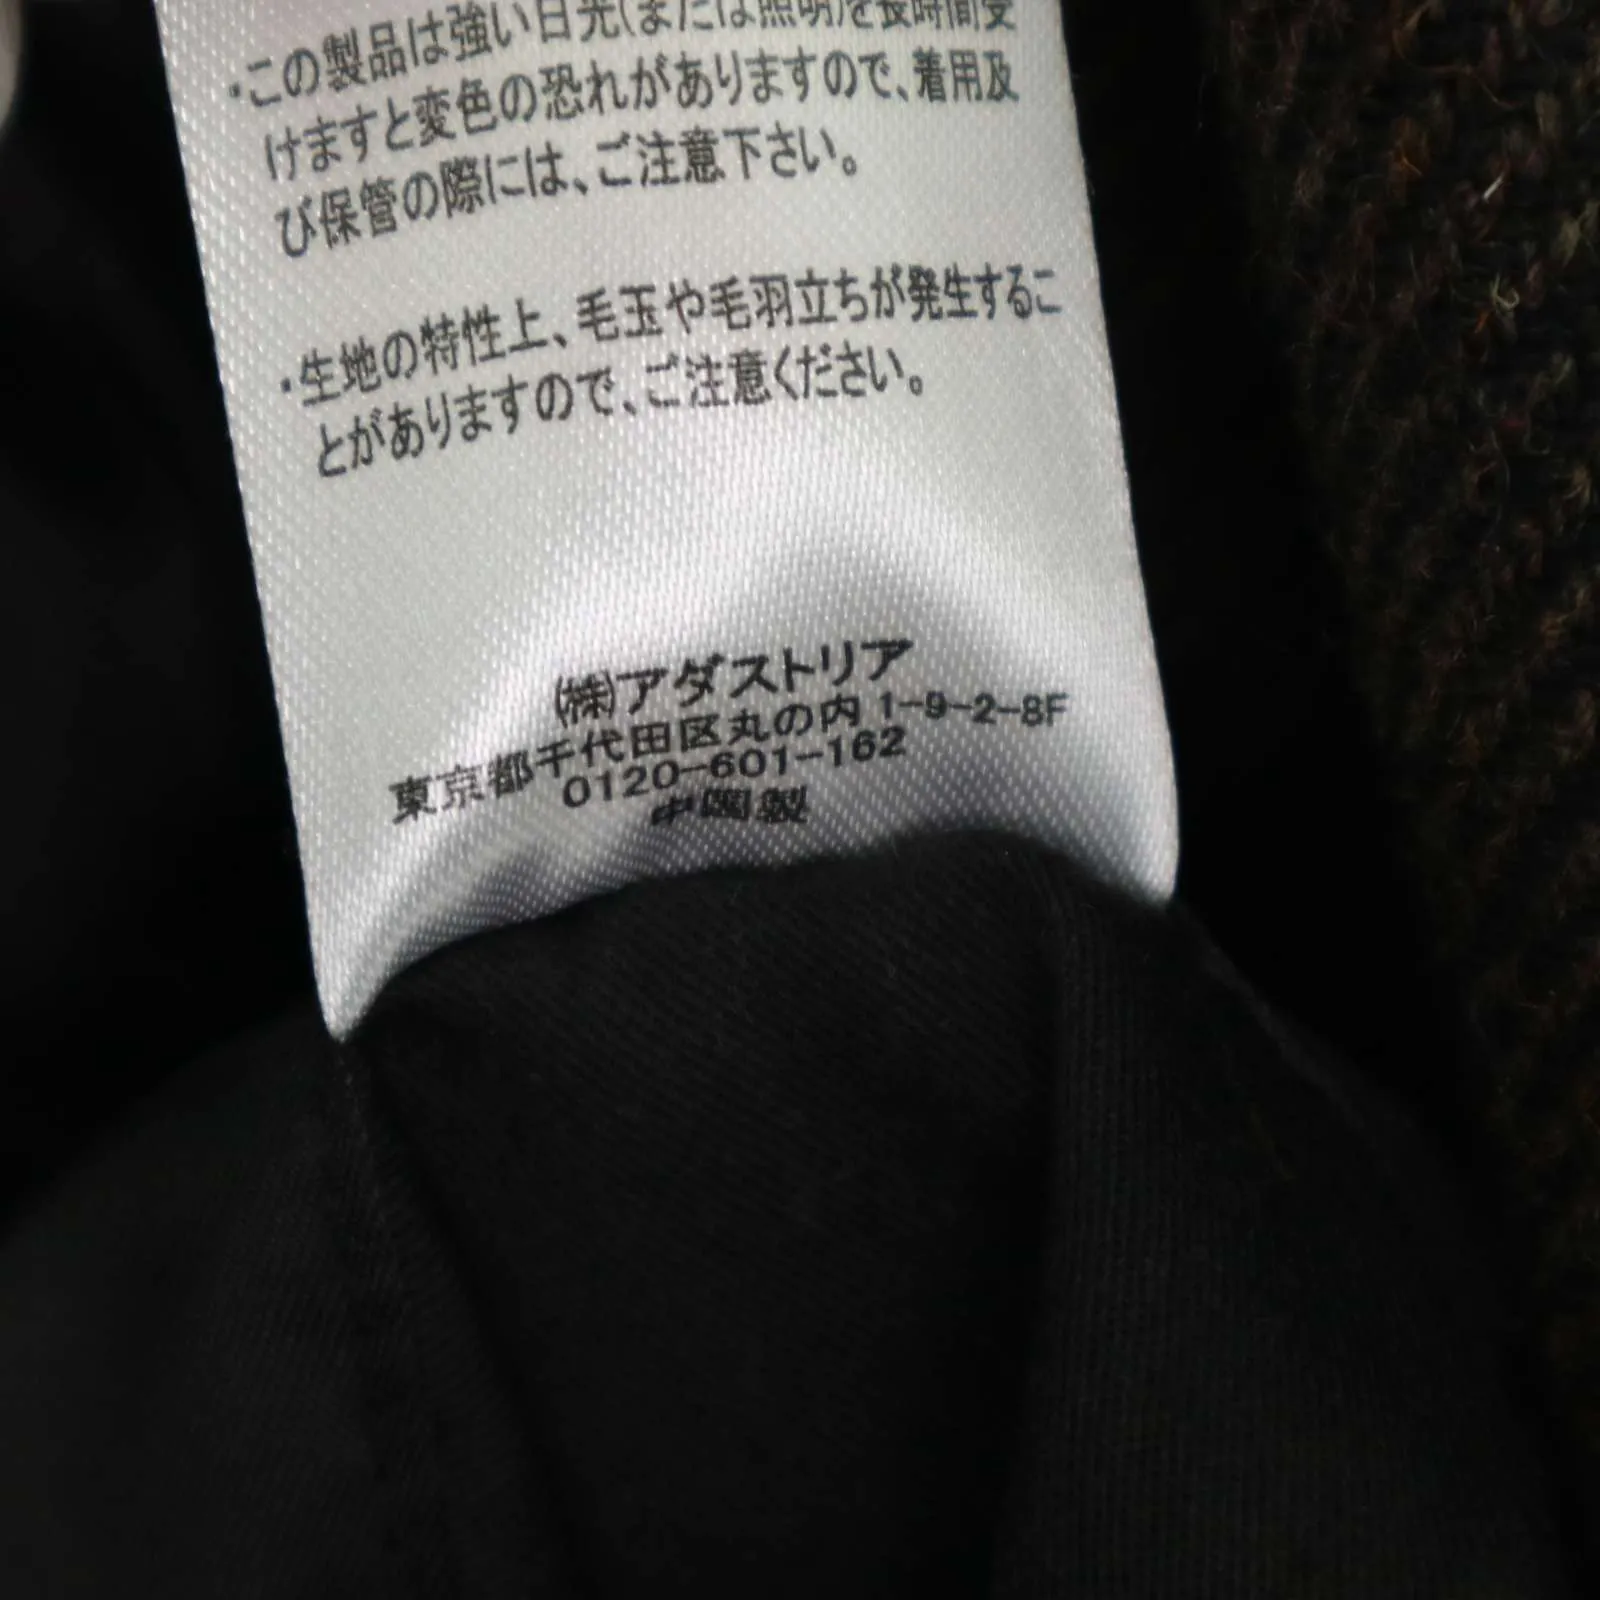 ・この製品は強い日光(または照明)を長時間受
けますと変色の恐れがありますので、着用及
び保管の際には、ご注意下さい。
・生地の特性上、毛玉や毛羽立ちが発生するこ
とがありますので、ご注意ください。
㈱アダストリア
東京都千代田区丸の内 1-9-2-8F
0120-601-162
中国製